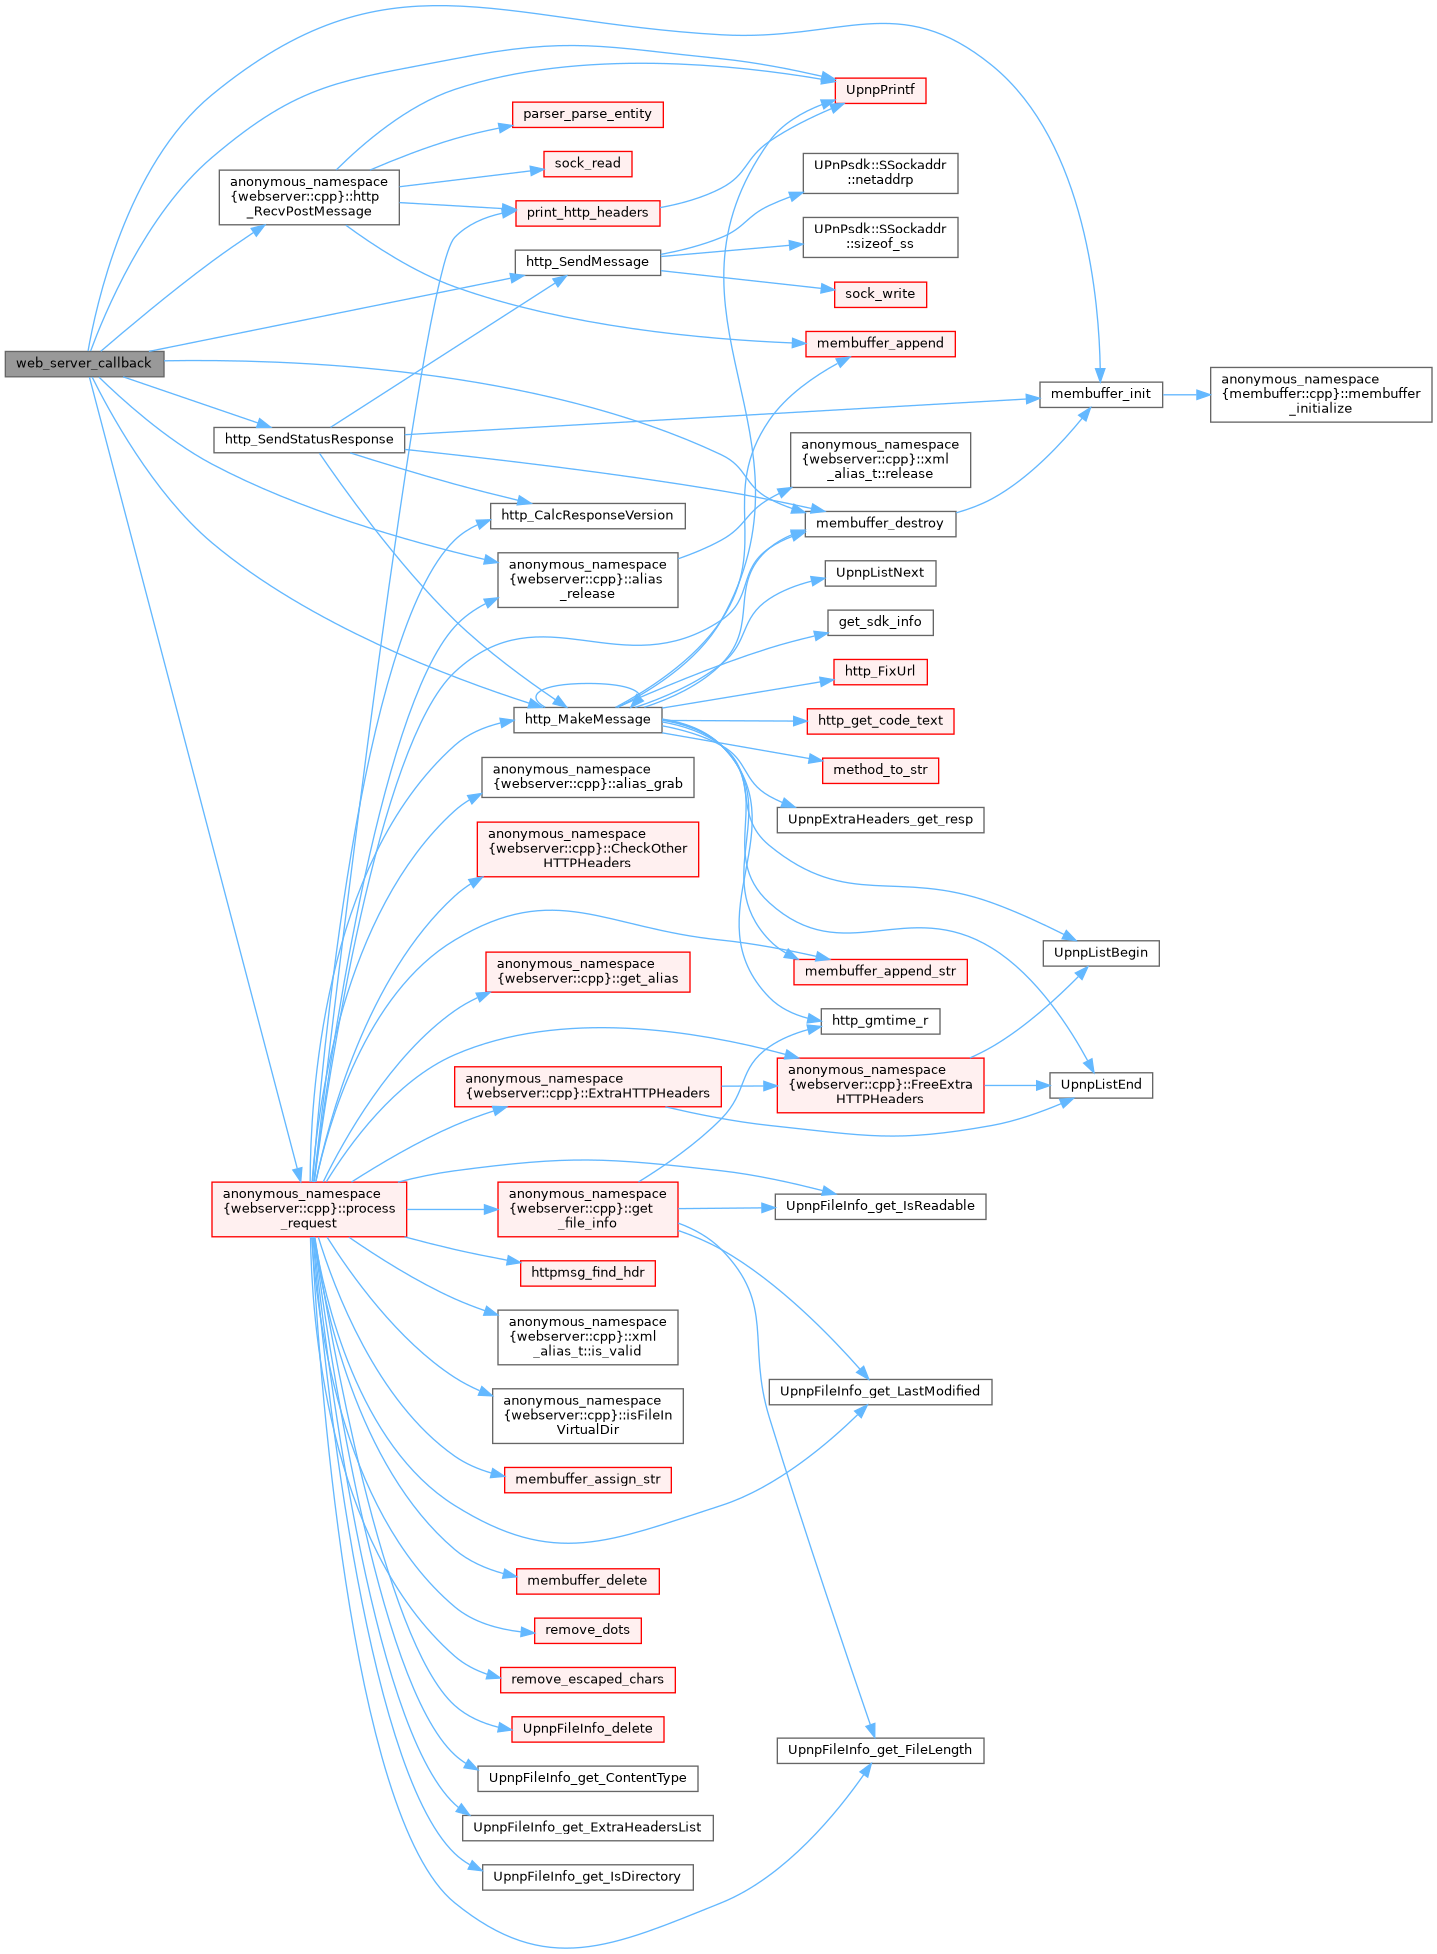 web_server_callback
anonymous_namespace
{webserver::cpp}::http
_RecvPostMessage
http_SendStatusResponse
anonymous_namespace
{webserver::cpp}::process
_request
parser_parse_entity
sock_read
print_http_headers
http_SendMessage
http_CalcResponseVersion
anonymous_namespace
{webserver::cpp}::alias
_release
http_MakeMessage
anonymous_namespace
{webserver::cpp}::alias_grab
anonymous_namespace
{webserver::cpp}::CheckOther
HTTPHeaders
anonymous_namespace
{webserver::cpp}::get_alias
anonymous_namespace
{webserver::cpp}::ExtraHTTPHeaders
anonymous_namespace
{webserver::cpp}::get
_file_info
httpmsg_find_hdr
anonymous_namespace
{webserver::cpp}::xml
_alias_t::is_valid
anonymous_namespace
{webserver::cpp}::isFileIn
VirtualDir
membuffer_assign_str
membuffer_delete
remove_dots
remove_escaped_chars
UpnpFileInfo_delete
UpnpFileInfo_get_ContentType
UpnpFileInfo_get_ExtraHeadersList
UpnpFileInfo_get_IsDirectory
UpnpPrintf
UPnPsdk::SSockaddr
::netaddrp
UPnPsdk::SSockaddr
::sizeof_ss
sock_write
membuffer_append
anonymous_namespace
{webserver::cpp}::xml
_alias_t::release
membuffer_destroy
UpnpListNext
get_sdk_info
http_FixUrl
http_get_code_text
method_to_str
UpnpExtraHeaders_get_resp
membuffer_append_str
http_gmtime_r
anonymous_namespace
{webserver::cpp}::FreeExtra
HTTPHeaders
UpnpFileInfo_get_IsReadable
UpnpFileInfo_get_LastModified
UpnpFileInfo_get_FileLength
membuffer_init
UpnpListBegin
UpnpListEnd
anonymous_namespace
{membuffer::cpp}::membuffer
_initialize